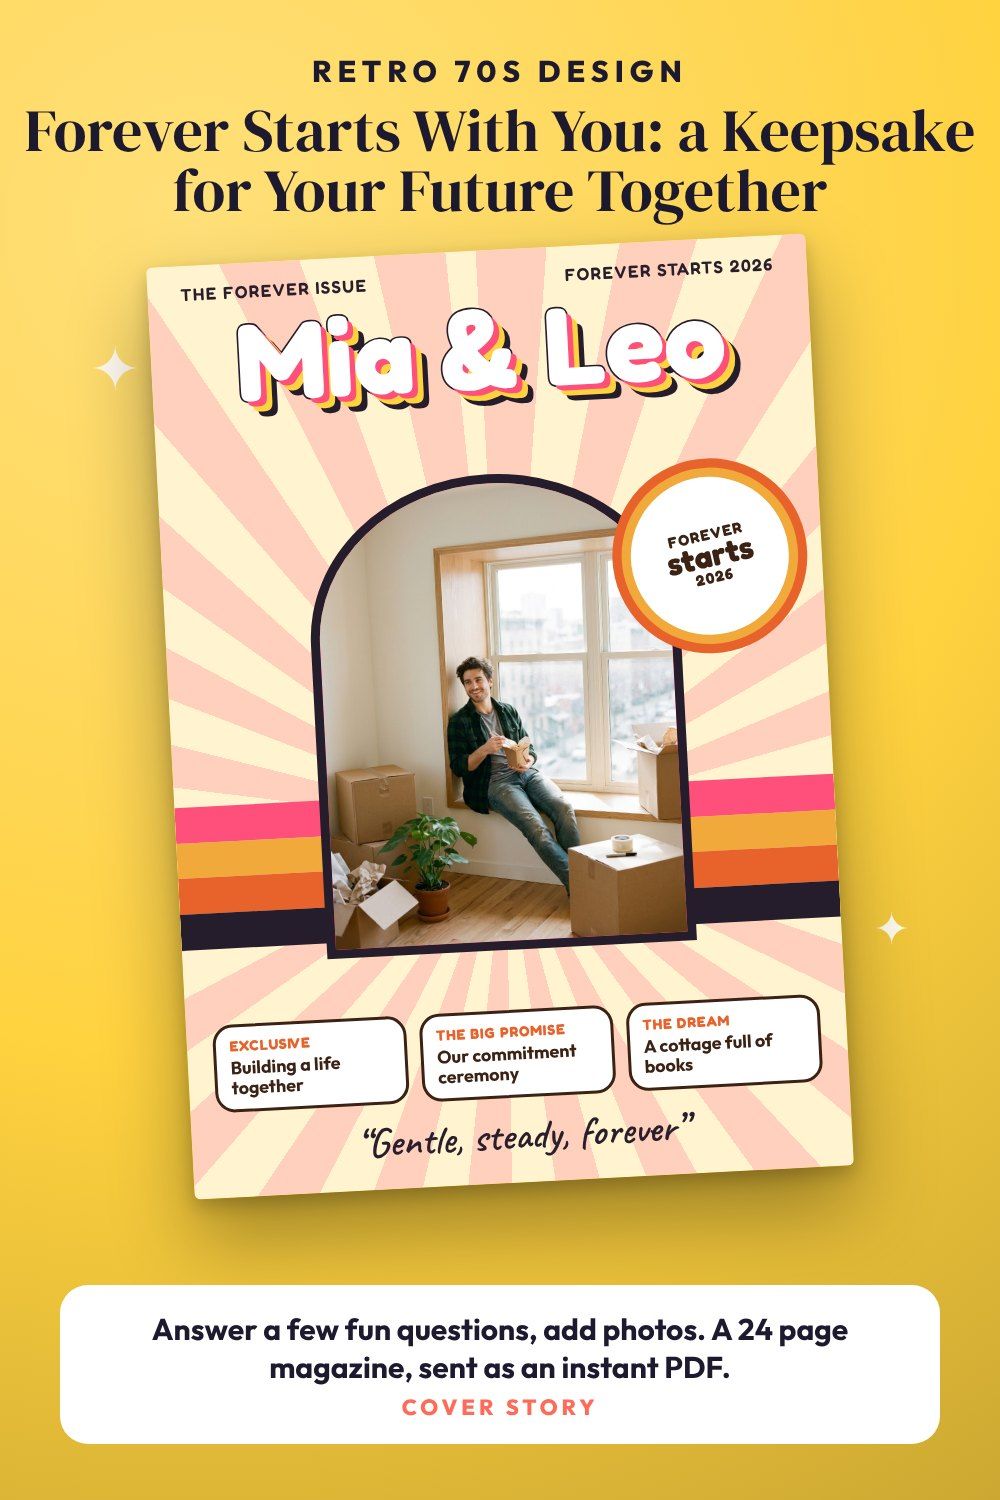 RETRO 70S DESIGN
Forever Starts With You: a Keepsake
for Your Future Together
THE FOREVER ISSUE
FOREVER STARTS 2026
Mia & Leo
FOREVER
starts
2026
EXCLUSIVE
Building a life
together
THE BIG PROMISE
Our commitment
ceremony
THE DREAM
A cottage full of
books
“Gentle, steady, forever”
Answer a few fun questions, add photos. A 24 page
magazine, sent as an instant PDF.
COVER STORY